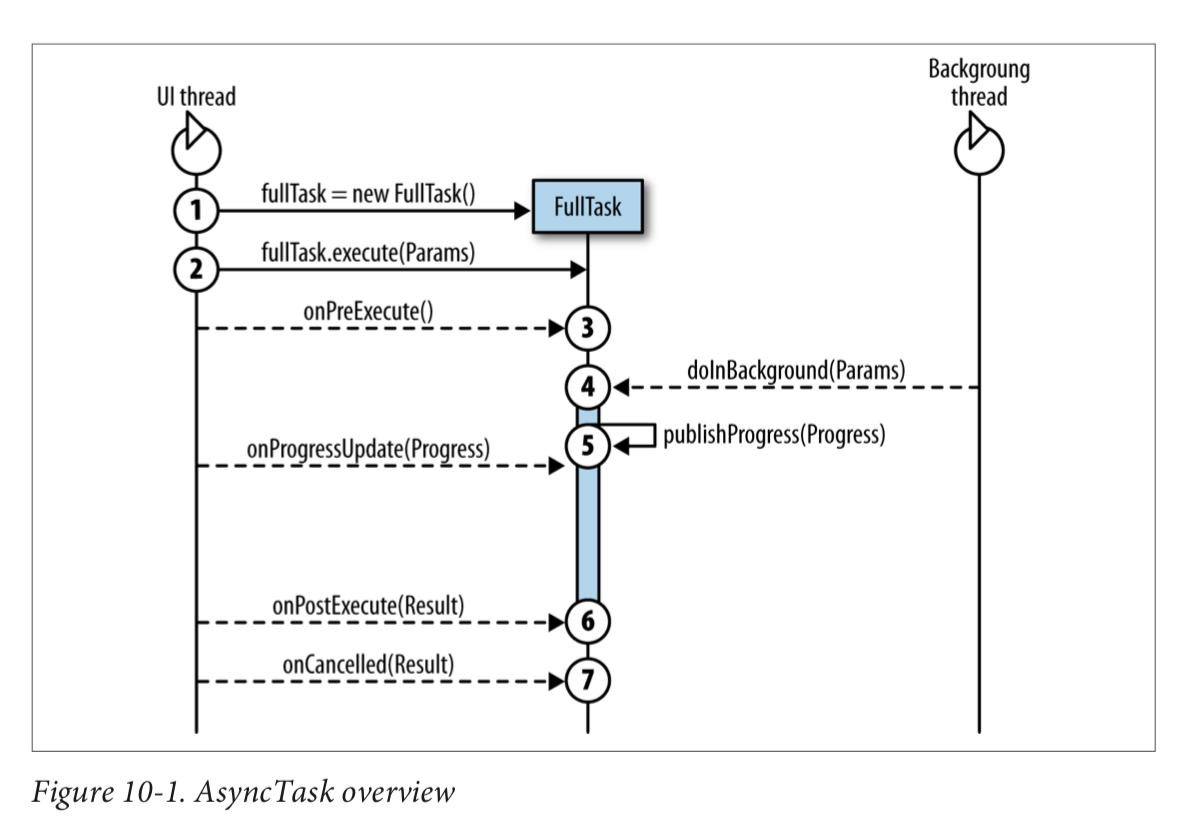 UI thread
Backgroung
thread
1
fullTask = new FullTask()
FullTask
2
fullTask.execute(Params)
onPreExecute()
3
4
doInBackground(Params)
5
publishProgress(Progress)
onProgressUpdate(Progress)
onPostExecute(Result)
6
onCancelled(Result)
7
Figure 10-1. AsyncTask overview